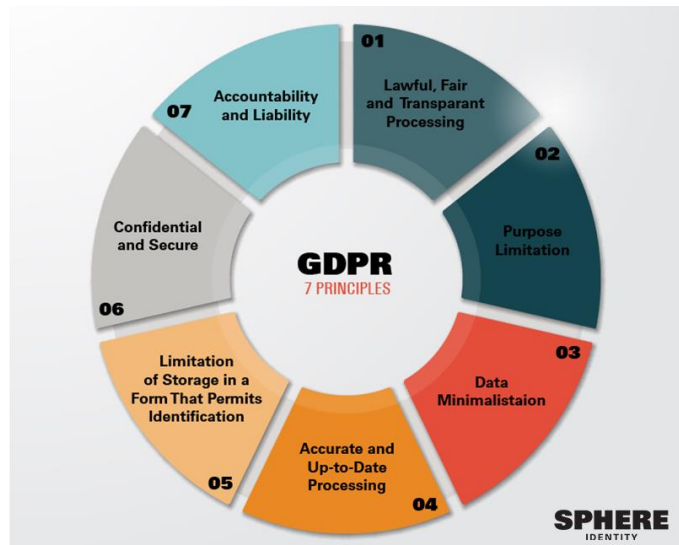 01
Lawful, Fair
and Transparant
Processing
02
Purpose
Limitation
03
Data
Minimalistaion
Accurate and
Up-to-Date
Processing
04
Limitation
of Storage in a
Form That Permits
Identification
05
Confidential
and Secure
06
Accountability
and Liability
07
GDPR
7 PRINCIPLES
SPHERE
IDENTITY